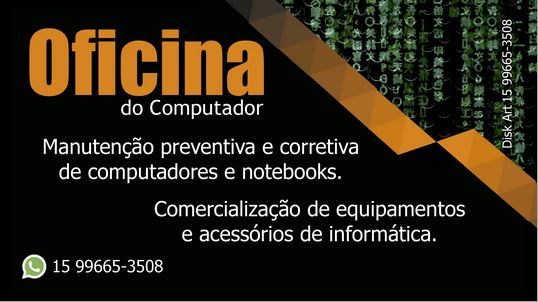 Oficina
do Computador
Manutenção preventiva e corretiva
de computadores e notebooks.
Comercialização de equipamentos
e acessórios de informática.
15 99665-3508
Disk Art 15 99665-3508